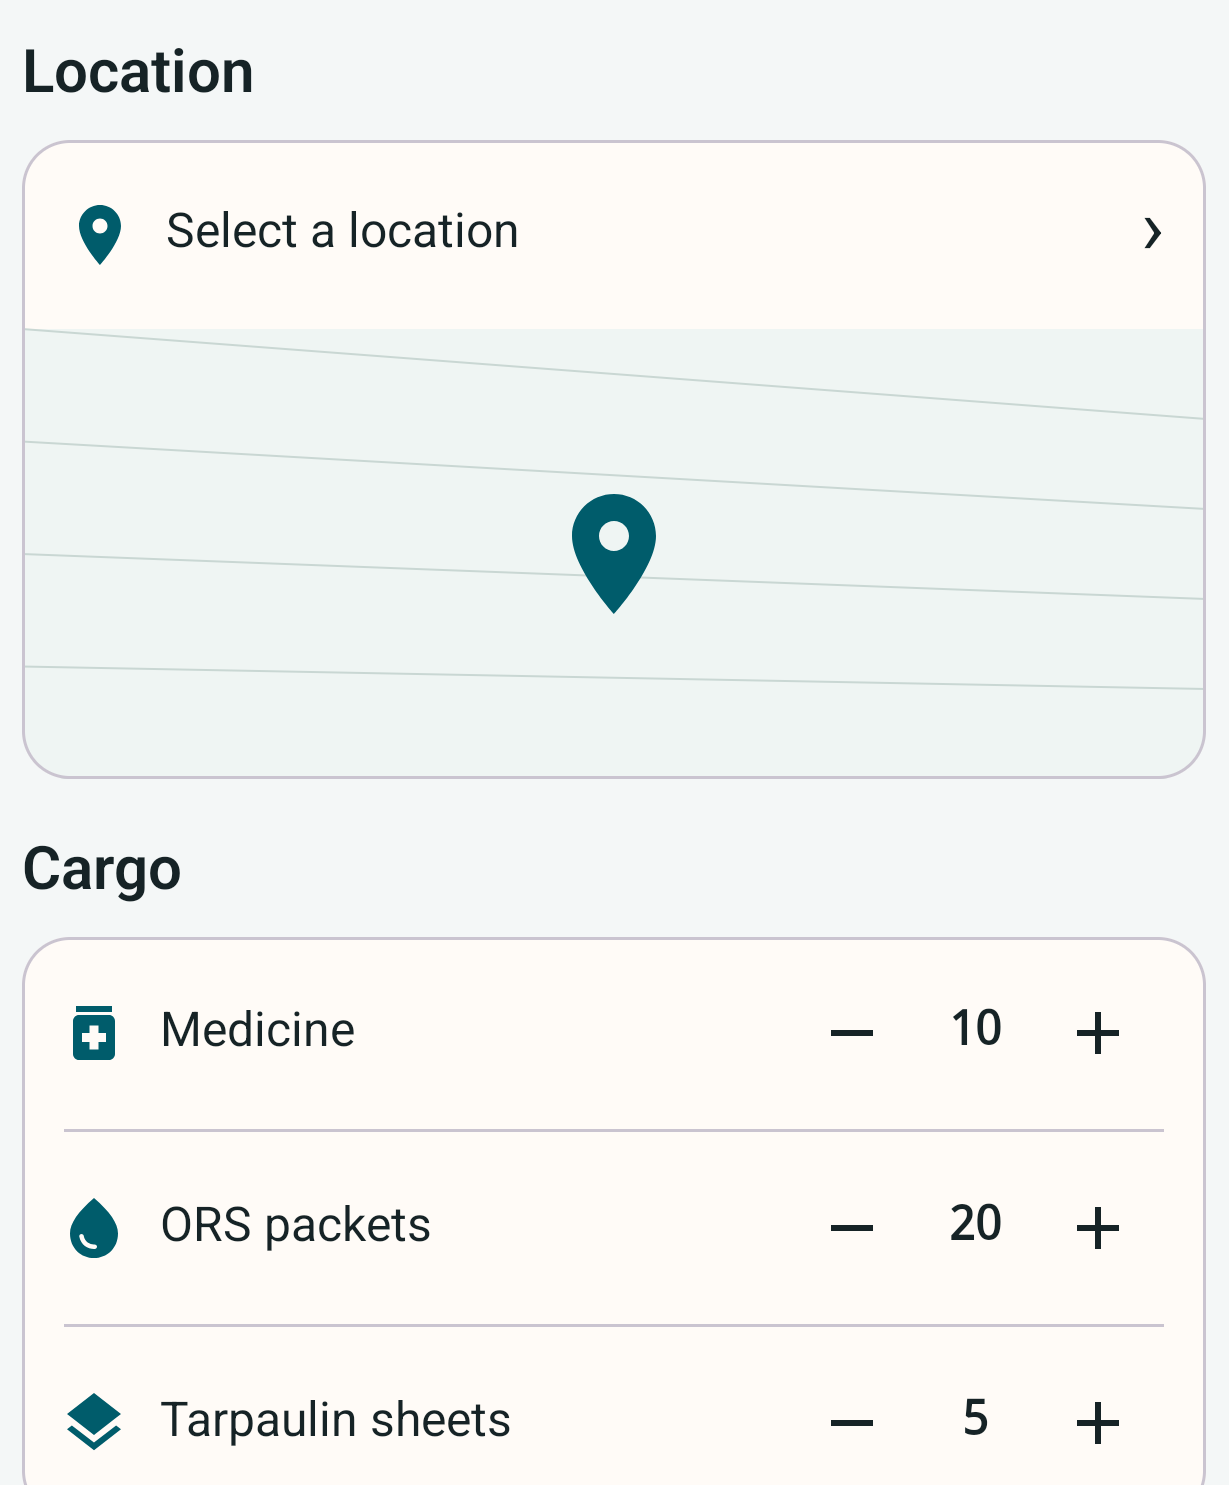 Location
Select a location
Cargo
Medicine 10
ORS packets 20
Tarpaulin sheets 5